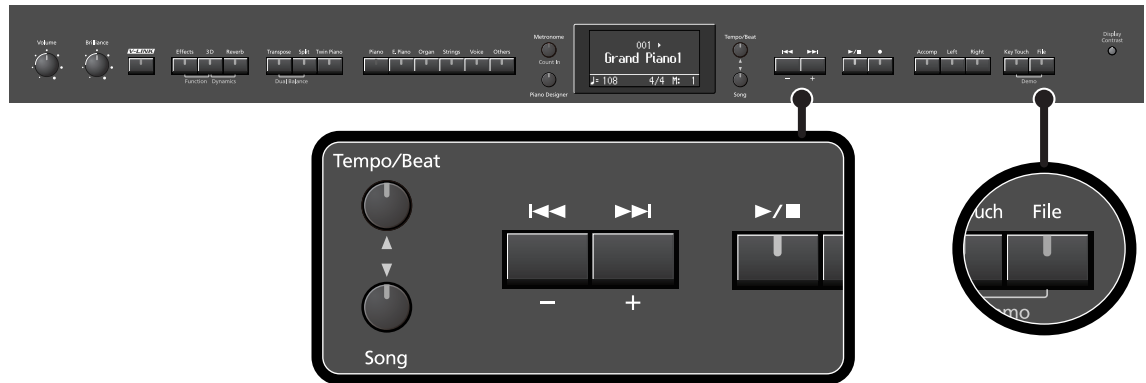 Volume
Brilliance
V-LINK
Effects 3D Reverb
Function Dynamics
Transpose Split Twin Piano
Dual Balance
Piano E. Piano Organ Strings Voice Others
Metronome
Count In
Piano Designer
001
Grand Piano1
♩= 108 4/4 M: 1
Tempo/Beat
Song
− +
Accomp Left Right
Key Touch File
Demo
Display
Contrast
Tempo/Beat
Song
− +
uch File
mo